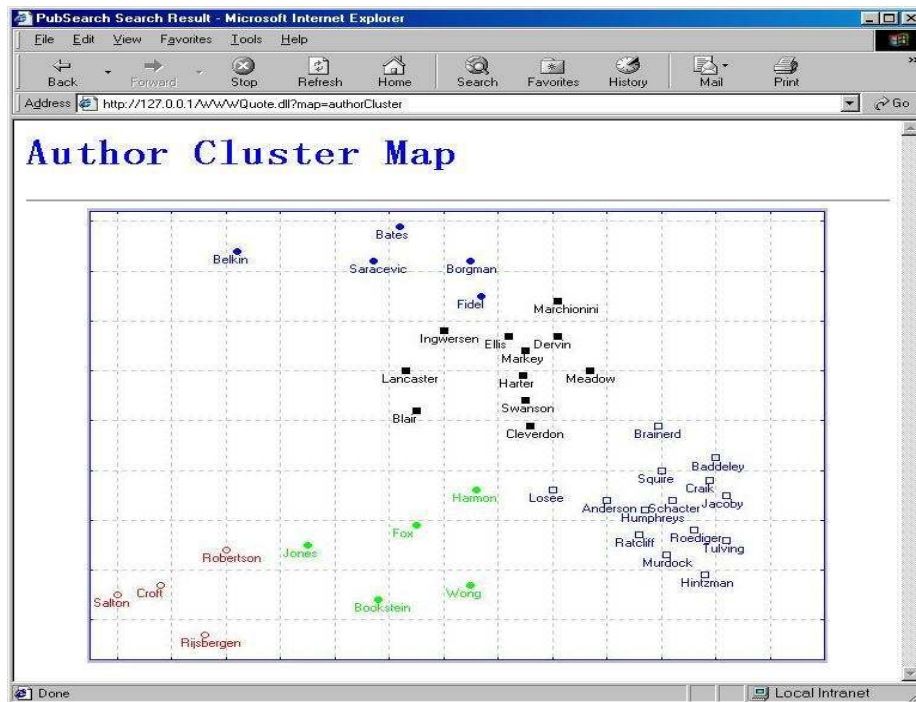 PubSearch Search Result - Microsoft Internet Explorer
File Edit View Favorites Tools Help
Back Forward Stop Refresh Home Search Favorites History Mail Print
Address http://127.0.0.1/WWWQuote.dll?map=authorCluster Go
Author Cluster Map
Bates
Belkin
Saracevic Borgman
Fidel
Marchionini
Ingwersen Ellis Dervin
Markey
Lancaster Harter Meadow
Swanson
Blair
Cleverdon Brainerd
Baddeley
Squire
Craik
Harmon Losee Jacoby
Anderson Schacter
Humphreys
Fox
Ratcliff Roediger
Tulving
Jones
Robertson
Murdock
Hintzman
Croft Wong
Salton
Bookstein
Rijsbergen
Done Local Intranet